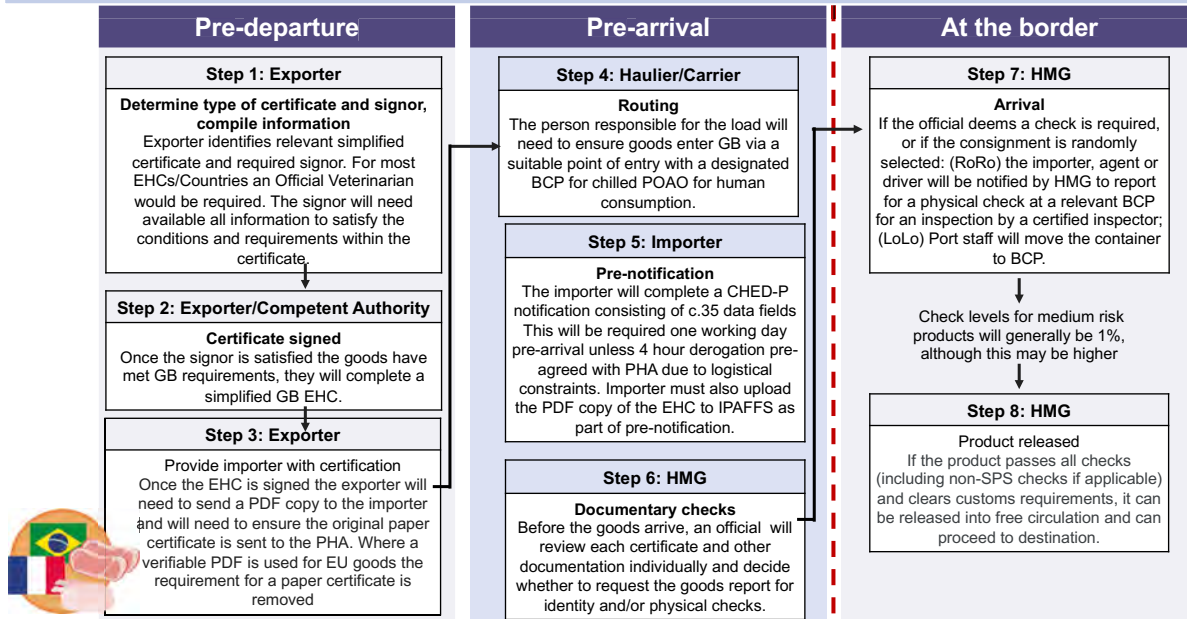 Pre-departure
Step 1: Exporter
Determine type of certificate and signor,
compile information
Exporter identifies relevant simplified
certificate and required signor. For most
EHCs/Countries an Official Veterinarian
would be required. The signor will need
available all information to satisfy the
conditions and requirements within the
certificate.
Step 2: Exporter/Competent Authority
Certificate signed
Once the signor is satisfied the goods have
met GB requirements, they will complete a
simplified GB EHC.
Step 3: Exporter
Provide importer with certification
Once the EHC is signed the exporter will
need to send a PDF copy to the importer
and will need to ensure the original paper
certificate is sent to the PHA. Where a
verifiable PDF is used for EU goods the
requirement for a paper certificate is
removed
Pre-arrival
Step 4: Haulier/Carrier
Routing
The person responsible for the load will
need to ensure goods enter GB via a
suitable point of entry with a designated
BCP for chilled POAO for human
consumption.
Step 5: Importer
Pre-notification
The importer will complete a CHED-P
notification consisting of c.35 data fields
This will be required one working day
pre-arrival unless 4 hour derogation pre-
agreed with PHA due to logistical
constraints. Importer must also upload
the PDF copy of the EHC to IPAFFS as
part of pre-notification.
Step 6: HMG
Documentary checks
Before the goods arrive, an official will
review each certificate and other
documentation individually and decide
whether to request the goods report for
identity and/or physical checks.
At the border
Step 7: HMG
Arrival
If the official deems a check is required,
or if the consignment is randomly
selected: (RoRo) the importer, agent or
driver will be notified by HMG to report
for a physical check at a relevant BCP
for an inspection by a certified inspector;
(LoLo) Port staff will move the container
to BCP.
Check levels for medium risk
products will generally be 1%,
although this may be higher
Step 8: HMG
Product released
If the product passes all checks
(including non-SPS checks if applicable)
and clears customs requirements, it can
be released into free circulation and can
proceed to destination.